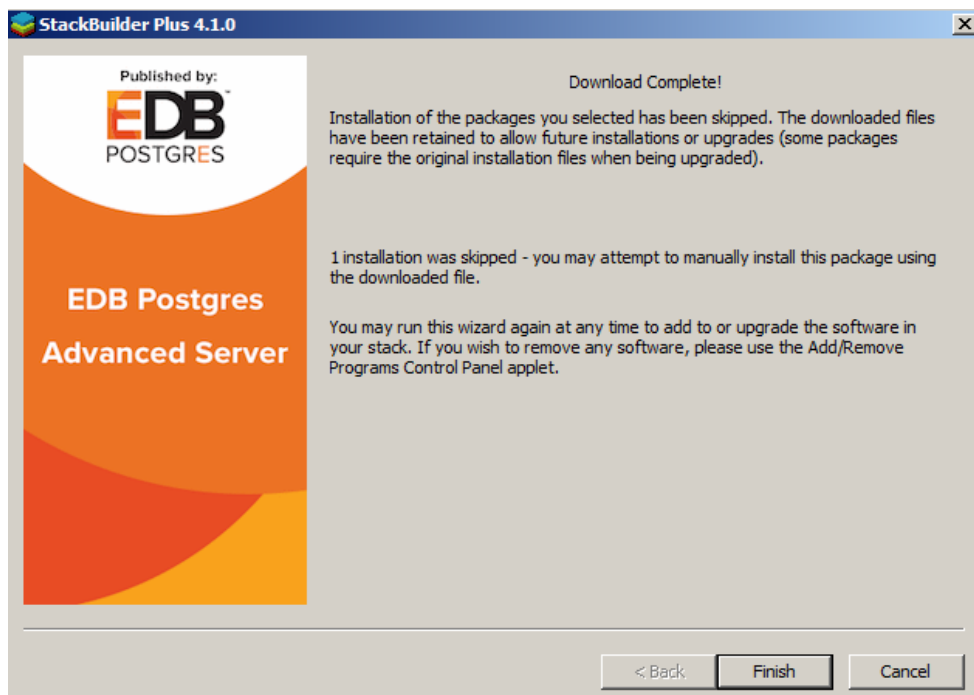 StackBuilder Plus 4.1.0
Published by:
EDB™
POSTGRES
EDB Postgres
Advanced Server
Download Complete!
Installation of the packages you selected has been skipped. The downloaded files
have been retained to allow future installations or upgrades (some packages
require the original installation files when being upgraded).
1 installation was skipped - you may attempt to manually install this package using
the downloaded file.
You may run this wizard again at any time to add to or upgrade the software in
your stack. If you wish to remove any software, please use the Add/Remove
Programs Control Panel applet.
< Back
Finish
Cancel